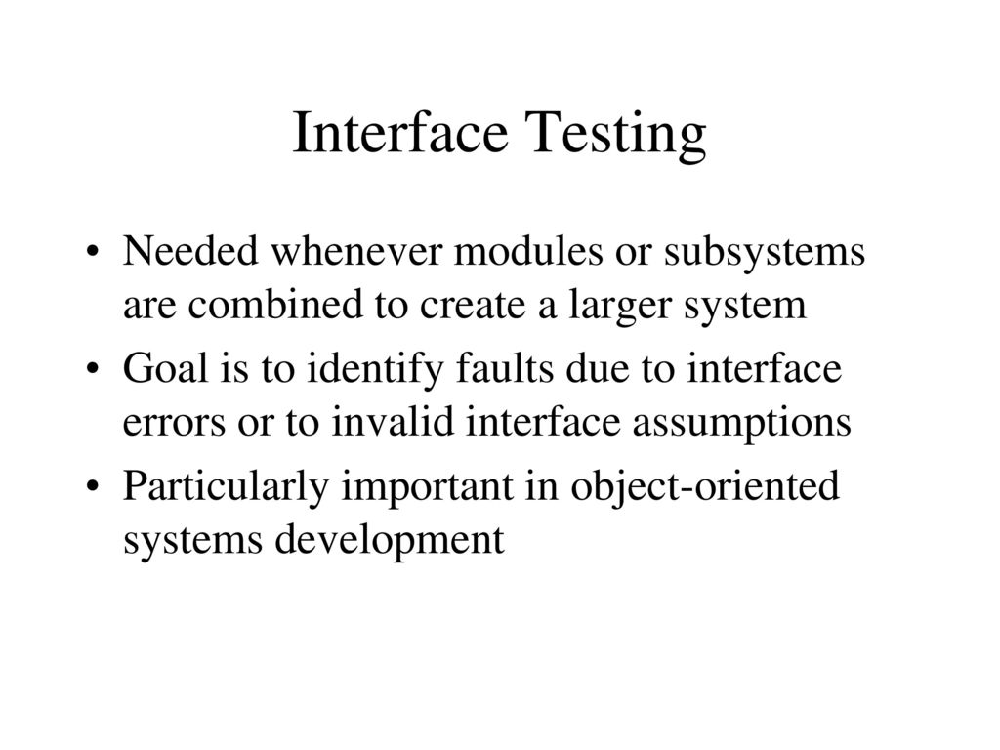 Interface Testing
• Needed whenever modules or subsystems
are combined to create a larger system
• Goal is to identify faults due to interface
errors or to invalid interface assumptions
• Particularly important in object-oriented
systems development